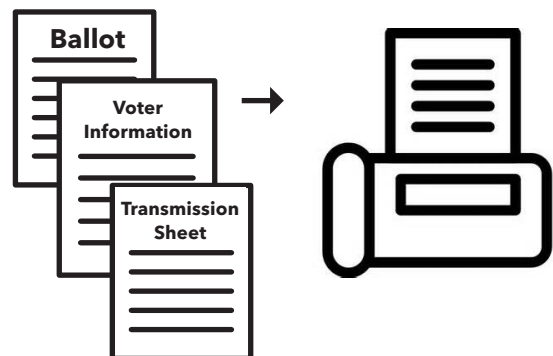 Ballot
Voter
Information
Transmission
Sheet